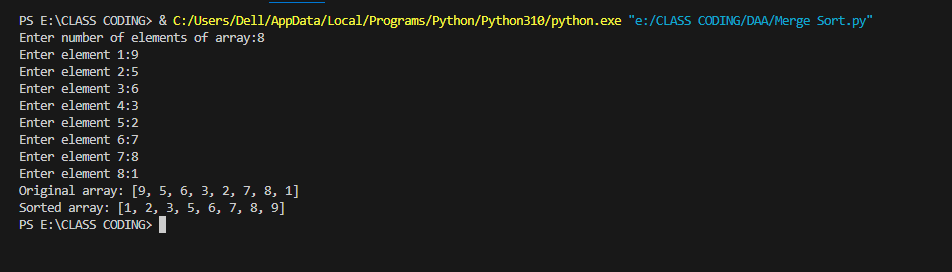 PS E:\CLASS CODING> & C:/Users/Dell/AppData/Local/Programs/Python/Python310/python.exe "e:/CLASS CODING/DAA/Merge Sort.py"
Enter number of elements of array:8
Enter element 1:9
Enter element 2:5
Enter element 3:6
Enter element 4:3
Enter element 5:2
Enter element 6:7
Enter element 7:8
Enter element 8:1
Original array: [9, 5, 6, 3, 2, 7, 8, 1]
Sorted array: [1, 2, 3, 5, 6, 7, 8, 9]
PS E:\CLASS CODING>